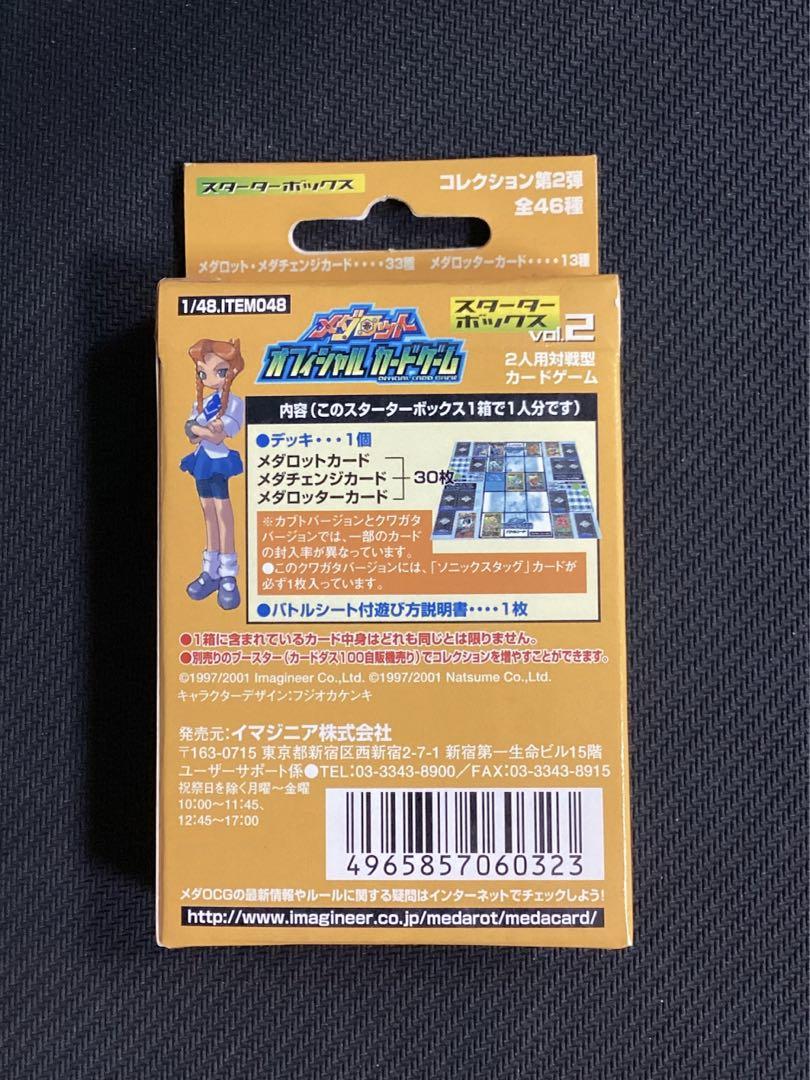 スターターボックス
コレクション第2弾
全46種
メダロット・メダチェンジカード・・・・33種 メダロッターカード・・・・13種
1/48.ITEM048
メダロット
オフィシャル カードゲーム
OFFICIAL CARD GAME
スターター
ボックス
vol.2
2人用対戦型
カードゲーム
内容(このスターターボックス1箱で1人分です)
●デッキ・・・1個
メダロットカード
メダチェンジカード
30枚
メダロッターカード
※カブトバージョンとクワガタ
バージョンでは、一部のカード
の封入率が異なっています。
●このクワガタバージョンには、「ソニックスタッグ」カードが
必ず1枚入っています。
●バトルシート付遊び方説明書・・・・1枚
●1箱に含まれているカード中身はどれも同じとは限りません。
●別売りのブースター(カードダス100自販機売り)でコレクションを増やすことができます。
©1997/2001 Imagineer Co.,Ltd. ©1997/2001 Natsume Co.,Ltd.
キャラクターデザイン:フジオカケンキ
発売元:イマジニア株式会社
〒163-0715 東京都新宿区西新宿2-7-1 新宿第一生命ビル15階
ユーザーサポート係●TEL:03-3343-8900/FAX:03-3343-8915
祝祭日を除く月曜~金曜
10:00~11:45、
12:45~17:00
4965857060323
メダOCGの最新情報やルールに関する疑問はインターネットでチェックしよう!
http://www.imagineer.co.jp/medarot/medacard/